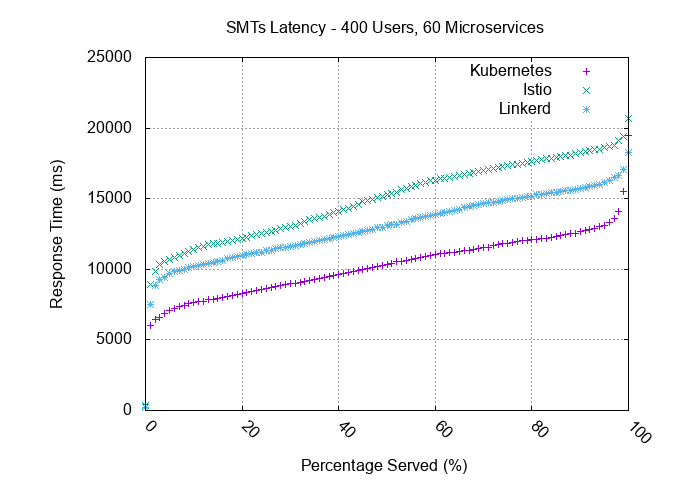 SMTs Latency - 400 Users, 60 Microservices
25000
20000
15000
10000
5000
0
Response Time (ms)
Kubernetes
Istio
Linkerd
0
20
40
60
80
100
Percentage Served (%)